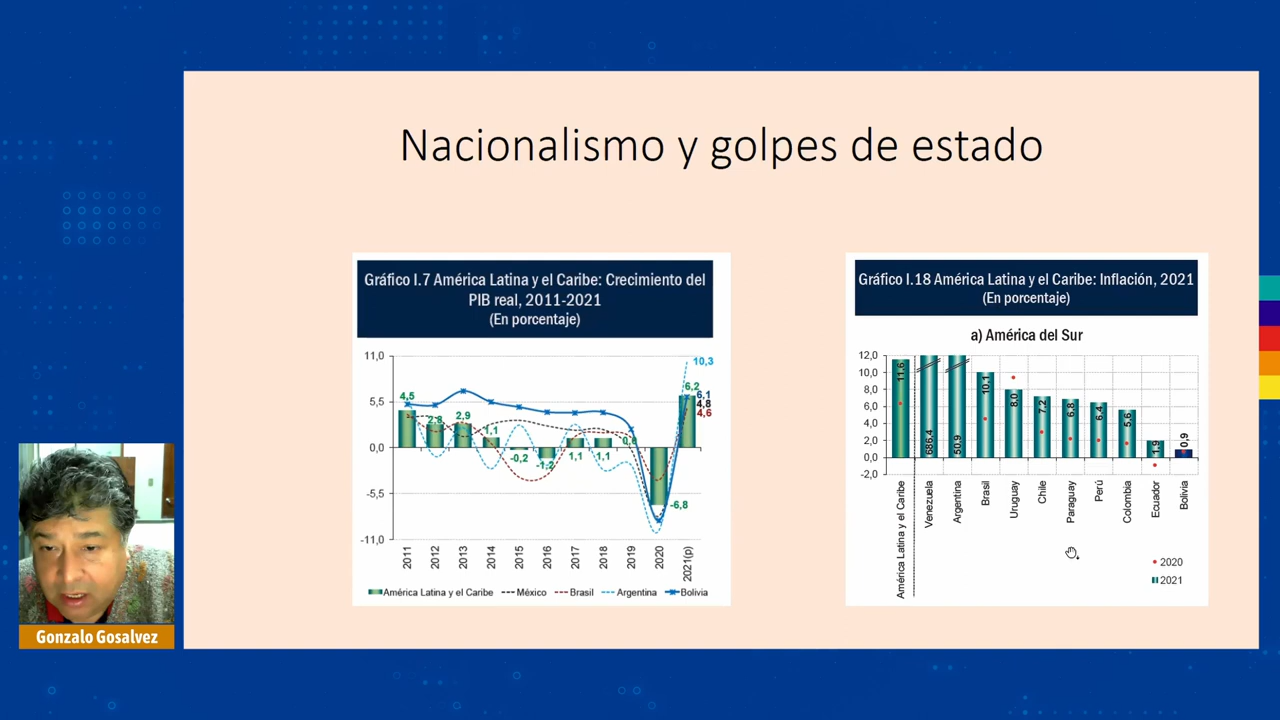 Nacionalismo y golpes de estado
Gráfico I.7 América Latina y el Caribe: Crecimiento del
PIB real, 2011-2021
(En porcentaje)
11,0
5,5
0,0
-5,5
-11,0
4,5
2,8
2,9
1,1
-0,2
-1,2
1,1
1,1
0,0
-6,8
10,3
6,2
6,1
4,8
4,6
2011
2012
2013
2014
2015
2016
2017
2018
2019
2020
2021(p)
América Latina y el Caribe
México
Brasil
Argentina
Bolivia
Gráfico I.18 América Latina y el Caribe: Inflación, 2021
(En porcentaje)
a) América del Sur
12,0
10,0
8,0
6,0
4,0
2,0
0,0
-2,0
11,6
686,4
50,9
10,1
8,0
7,2
6,8
6,4
5,6
1,9
0,9
América Latina y el Caribe
Venezuela
Argentina
Brasil
Uruguay
Chile
Paraguay
Perú
Colombia
Ecuador
Bolivia
2020
2021
Gonzalo Gosalvez